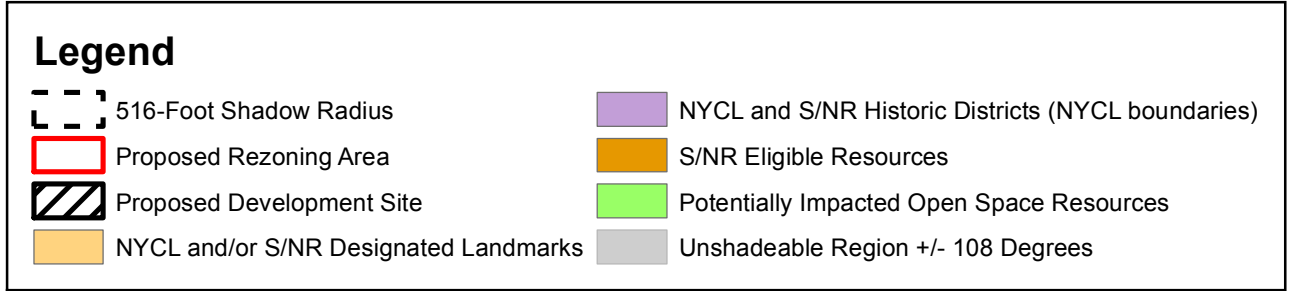 Legend
516-Foot Shadow Radius
Proposed Rezoning Area
Proposed Development Site
NYCL and/or S/NR Designated Landmarks
NYCL and S/NR Historic Districts (NYCL boundaries)
S/NR Eligible Resources
Potentially Impacted Open Space Resources
Unshadeable Region +/- 108 Degrees